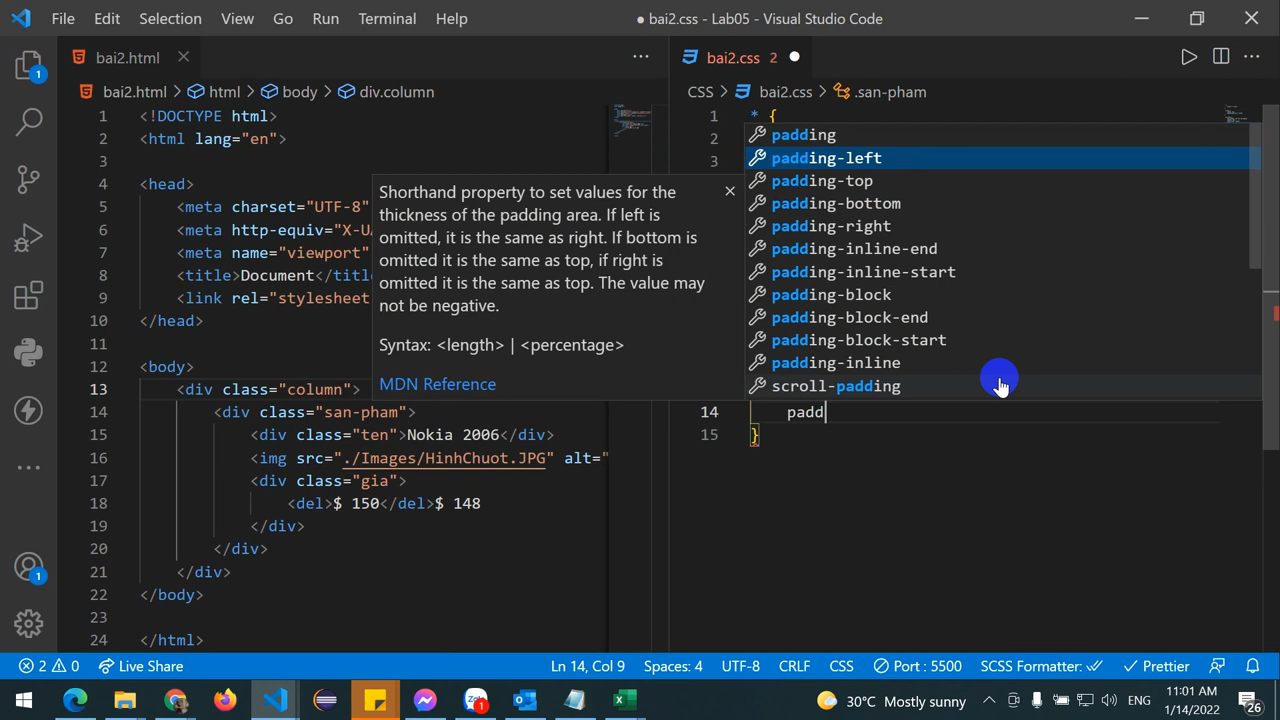 File Edit Selection View Go Run Terminal Help
● bai2.css - Lab05 - Visual Studio Code
bai2.html
bai2.css 2
bai2.html > html > body > div.column
CSS > bai2.css > .san-pham
1 <!DOCTYPE html>
2 <html lang="en">
3
4 <head>
5 <meta charset="UTF-8"
6 <meta http-equiv="X-UA
7 <meta name="viewport"
8 <title>Document</title
9 <link rel="stylesheet
10 </head>
11
12 <body>
13 <div class="column">
14 <div class="san-pham">
15 <div class="ten">Nokia 2006</div>
16 <img src="./Images/HinhChuot.JPG" alt="
17 <div class="gia">
18 <del>$ 150</del>$ 148
19 </div>
20 </div>
21 </div>
22 </body>
23
24 </html>
Shorthand property to set values for the
thickness of the padding area. If left is
omitted, it is the same as right. If bottom is
omitted it is the same as top, if right is
omitted it is the same as top. The value may
not be negative.
Syntax: <length> | <percentage>
MDN Reference
1 * {
2
3
padding
padding-left
padding-top
padding-bottom
padding-right
padding-inline-end
padding-inline-start
padding-block
padding-block-end
padding-block-start
padding-inline
scroll-padding
14 padd
15 }
1
1
2 0 Live Share Ln 14, Col 9 Spaces: 4 UTF-8 CRLF CSS Port : 5500 SCSS Formatter: Prettier
1 30°C Mostly sunny ENG 11:01 AM
1/14/2022 26